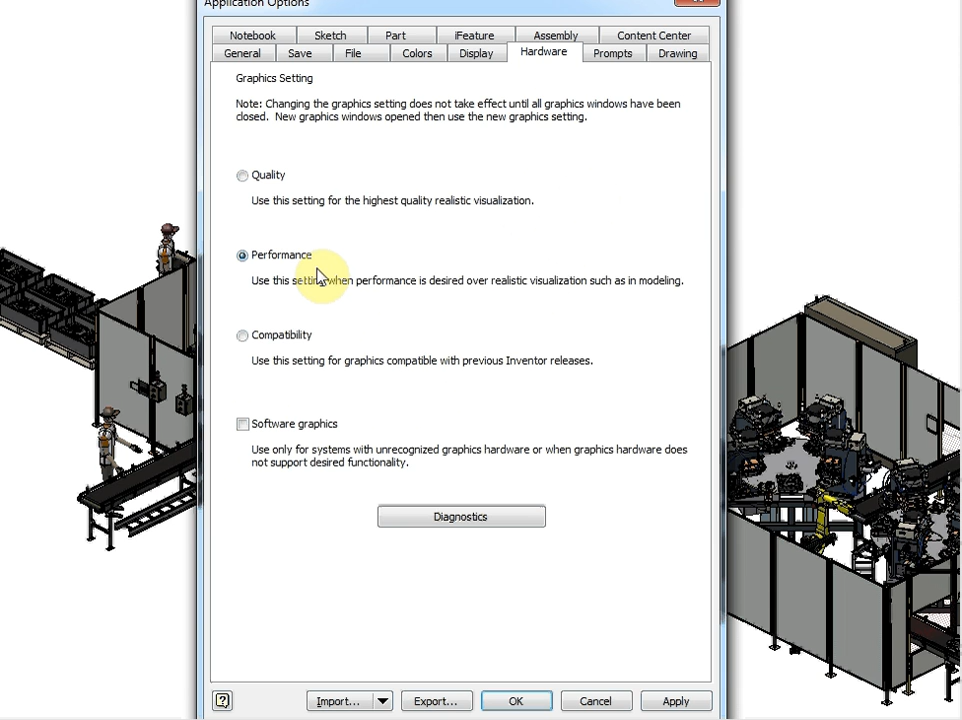 Application Options
Notebook Sketch Part iFeature Assembly Content Center
General Save File Colors Display Hardware Prompts Drawing
Graphics Setting
Note: Changing the graphics setting does not take effect until all graphics windows have been
closed. New graphics windows opened then use the new graphics setting.
Quality
Use this setting for the highest quality realistic visualization.
Performance
Use this setting when performance is desired over realistic visualization such as in modeling.
Compatibility
Use this setting for graphics compatible with previous Inventor releases.
Software graphics
Use only for systems with unrecognized graphics hardware or when graphics hardware does
not support desired functionality.
Diagnostics
? Import... Export... OK Cancel Apply